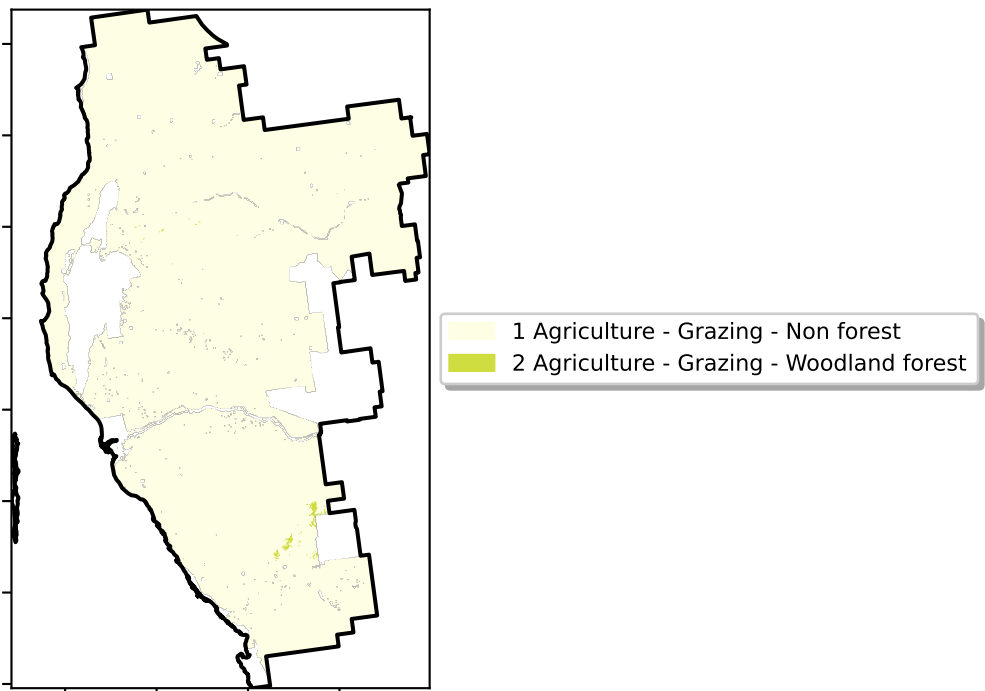 1 Agriculture - Grazing - Non forest
2 Agriculture - Grazing - Woodland forest